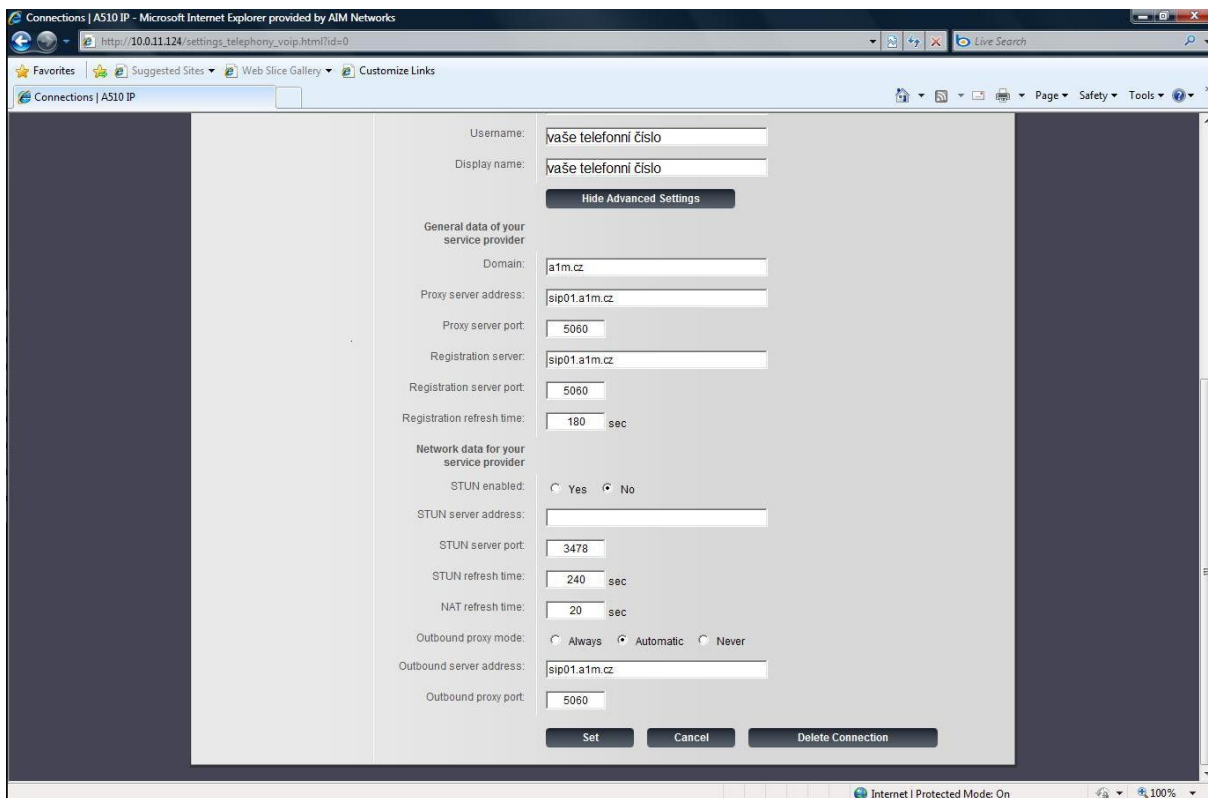 Connections | A510 IP - Microsoft Internet Explorer provided by AIM Networks
http://10.0.11.124/settings_telephony_voip.html?id=0
Live Search
Favorites
Suggested Sites
Web Slice Gallery
Customize Links
Connections | A510 IP
Page
Safety
Tools
Username: vaše telefonní číslo
Display name: vaše telefonní číslo
Hide Advanced Settings
General data of your
service provider
Domain: a1m.cz
Proxy server address: sip01.a1m.cz
Proxy server port: 5060
Registration server: sip01.a1m.cz
Registration server port: 5060
Registration refresh time: 180 sec
Network data for your
service provider
STUN enabled: Yes No
STUN server address:
STUN server port: 3478
STUN refresh time: 240 sec
NAT refresh time: 20 sec
Outbound proxy mode: Always Automatic Never
Outbound server address: sip01.a1m.cz
Outbound proxy port: 5060
Set Cancel Delete Connection
Internet | Protected Mode: On
100%